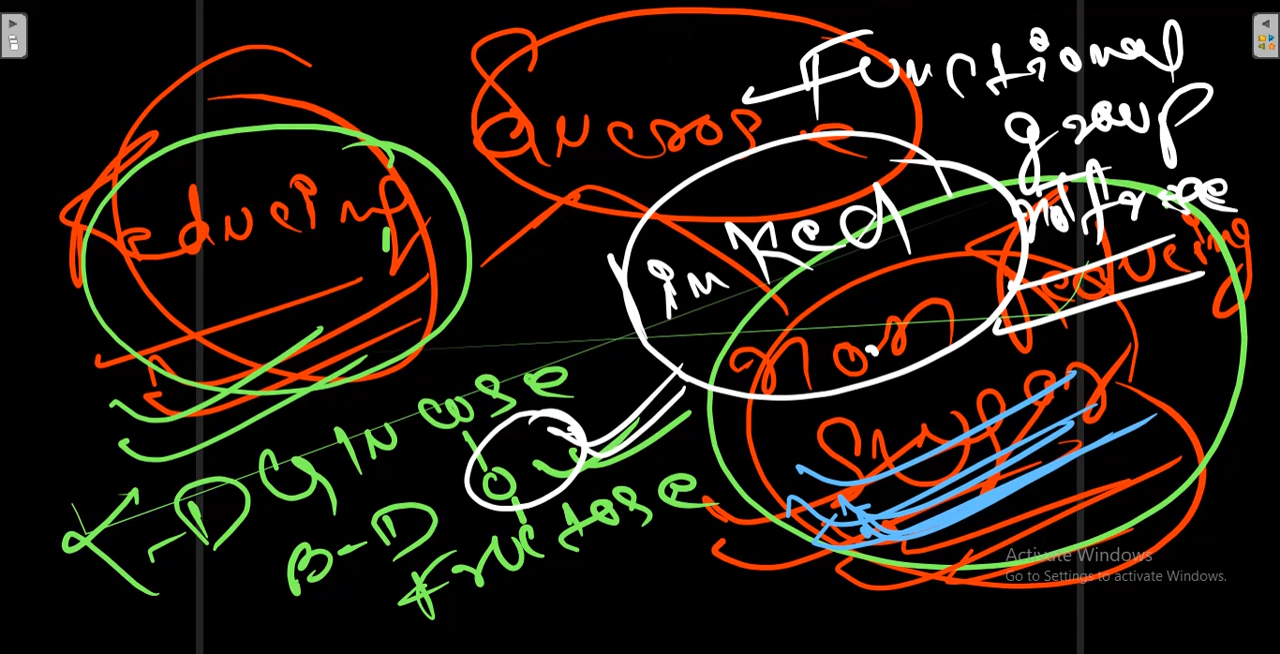 Sucrose
Functional
group
not free
Reducing
linked
Reducing
non
Sugar
α-D Glucose
O
β-D
Fructose
Activate Windows
Go to Settings to activate Windows.